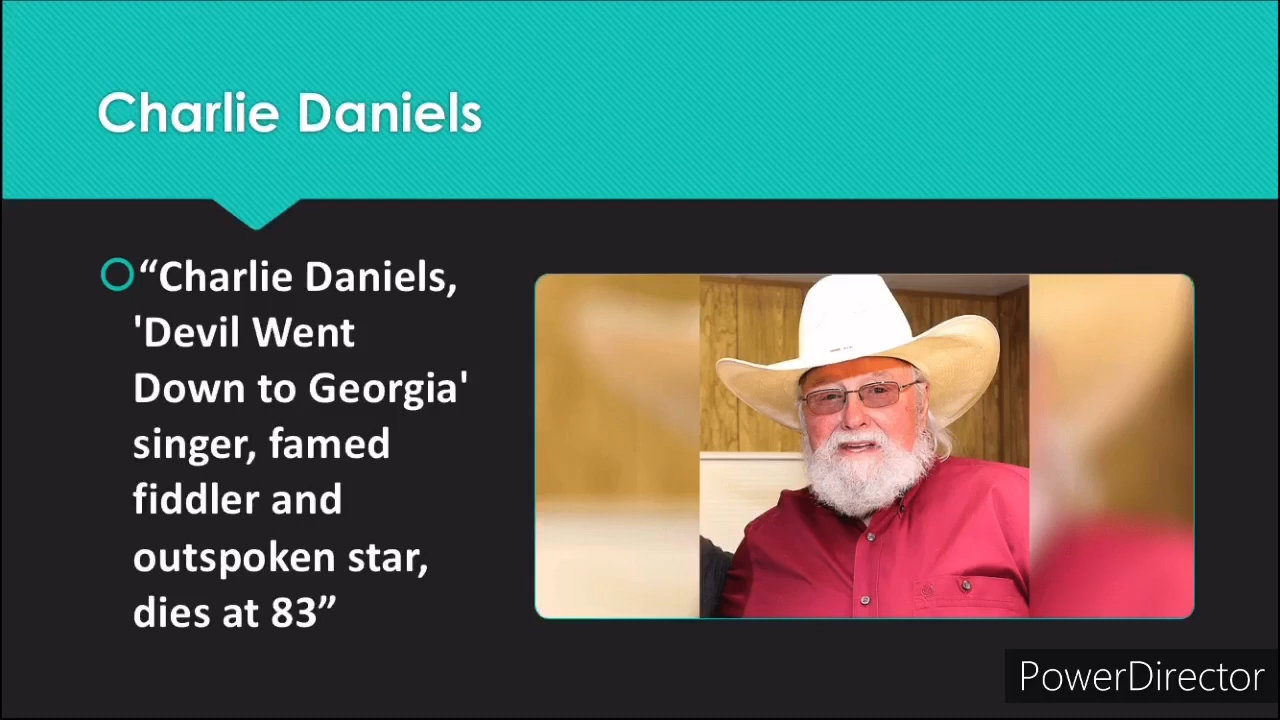 Charlie Daniels
“Charlie Daniels,
'Devil Went
Down to Georgia'
singer, famed
fiddler and
outspoken star,
dies at 83”
PowerDirector